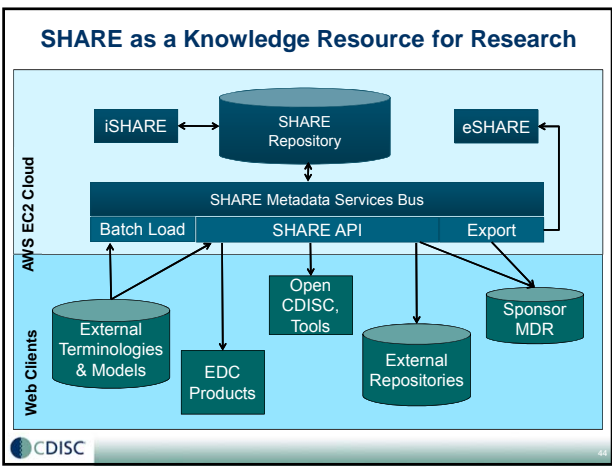 SHARE as a Knowledge Resource for Research
AWS EC2 Cloud
iSHARE
SHARE
Repository
eSHARE
SHARE Metadata Services Bus
Batch Load
SHARE API
Export
Web Clients
External
Terminologies
& Models
EDC
Products
Open
CDISC,
Tools
External
Repositories
Sponsor
MDR
CDISC
44